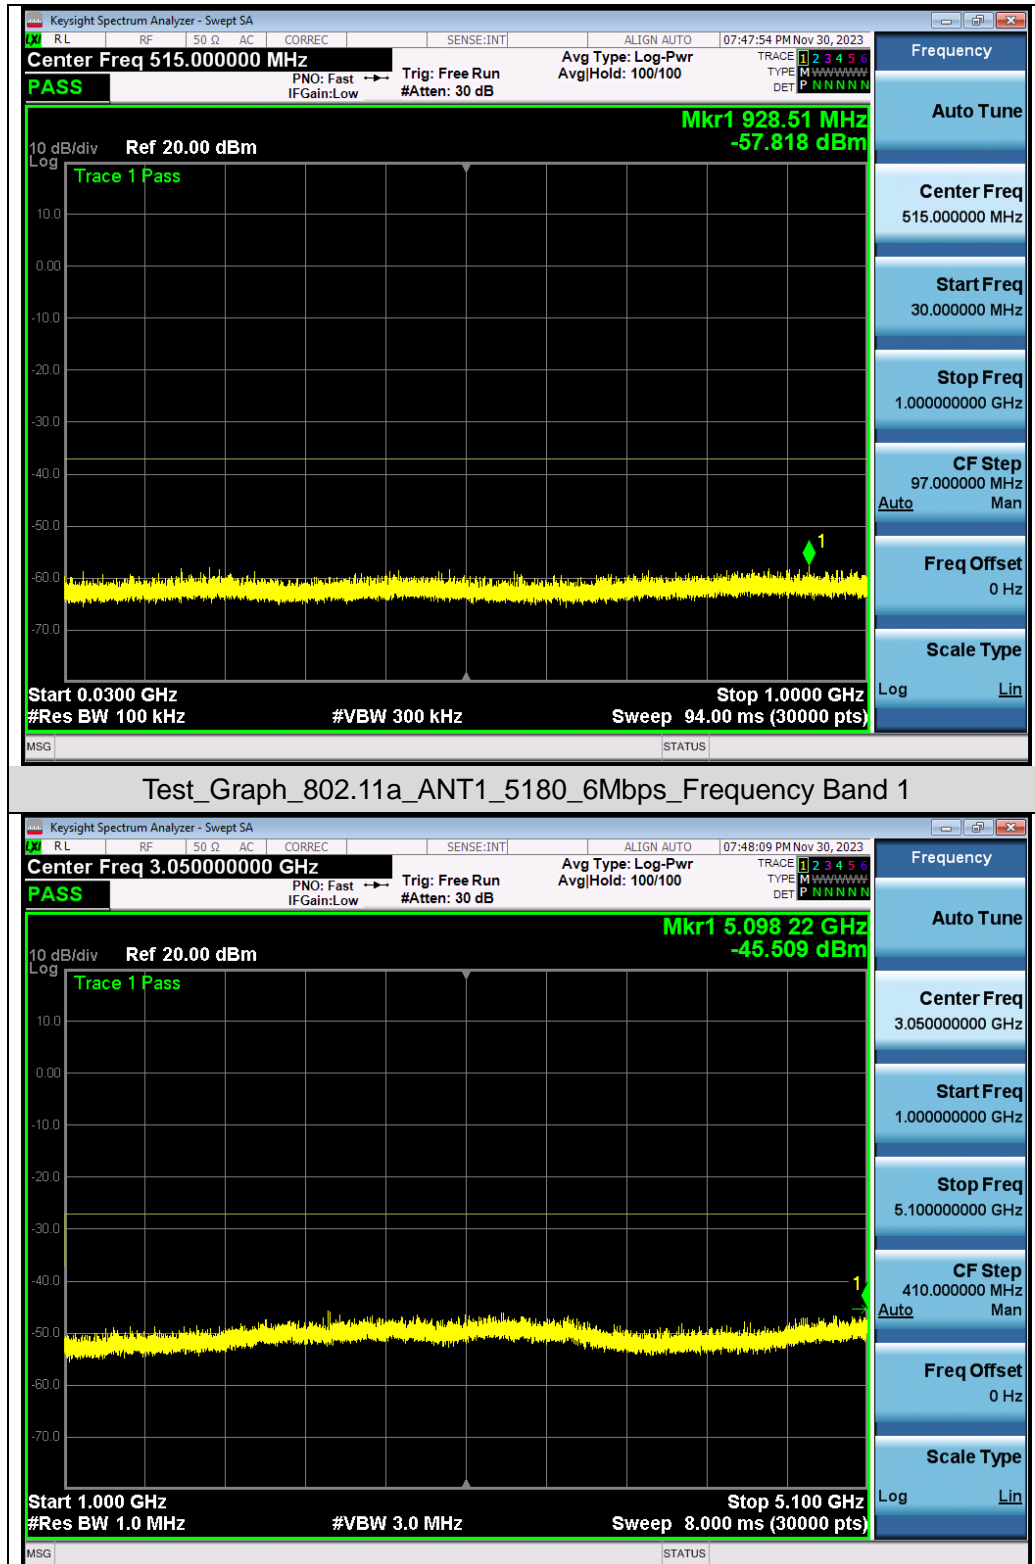 Keysight Spectrum Analyzer - Swept SA
LXI RL RF 50 Ω AC CORREC SENSE:INT ALIGN AUTO 07:47:54 PM Nov 30, 2023
Center Freq 515.000000 MHz
PASS
PNO: Fast
IFGain:Low
Trig: Free Run
#Atten: 30 dB
Avg Type: Log-Pwr
Avg|Hold: 100/100
TRACE 1 2 3 4 5 6
TYPE M W W W W W
DET P N N N N N
Mkr1 928.51 MHz
-57.818 dBm
10 dB/div Ref 20.00 dBm
Log
Trace 1 Pass
10.0
0.00
-10.0
-20.0
-30.0
-40.0
-50.0
1
-60.0
-70.0
Start 0.0300 GHz Stop 1.0000 GHz
#Res BW 100 kHz #VBW 300 kHz Sweep 94.00 ms (30000 pts)
MSG STATUS
Frequency
Auto Tune
Center Freq
515.000000 MHz
Start Freq
30.000000 MHz
Stop Freq
1.000000000 GHz
CF Step
97.000000 MHz
Auto Man
Freq Offset
0 Hz
Scale Type
Log Lin
Test_Graph_802.11a_ANT1_5180_6Mbps_Frequency Band 1
Keysight Spectrum Analyzer - Swept SA
LXI RL RF 50 Ω AC CORREC SENSE:INT ALIGN AUTO 07:48:09 PM Nov 30, 2023
Center Freq 3.050000000 GHz
PASS
PNO: Fast
IFGain:Low
Trig: Free Run
#Atten: 30 dB
Avg Type: Log-Pwr
Avg|Hold: 100/100
TRACE 1 2 3 4 5 6
TYPE M W W W W W
DET P N N N N N
Mkr1 5.098 22 GHz
-45.509 dBm
10 dB/div Ref 20.00 dBm
Log
Trace 1 Pass
10.0
0.00
-10.0
-20.0
-30.0
-40.0
1
-50.0
-60.0
-70.0
Start 1.000 GHz Stop 5.100 GHz
#Res BW 1.0 MHz #VBW 3.0 MHz Sweep 8.000 ms (30000 pts)
MSG STATUS
Frequency
Auto Tune
Center Freq
3.050000000 GHz
Start Freq
1.000000000 GHz
Stop Freq
5.100000000 GHz
CF Step
410.000000 MHz
Auto Man
Freq Offset
0 Hz
Scale Type
Log Lin